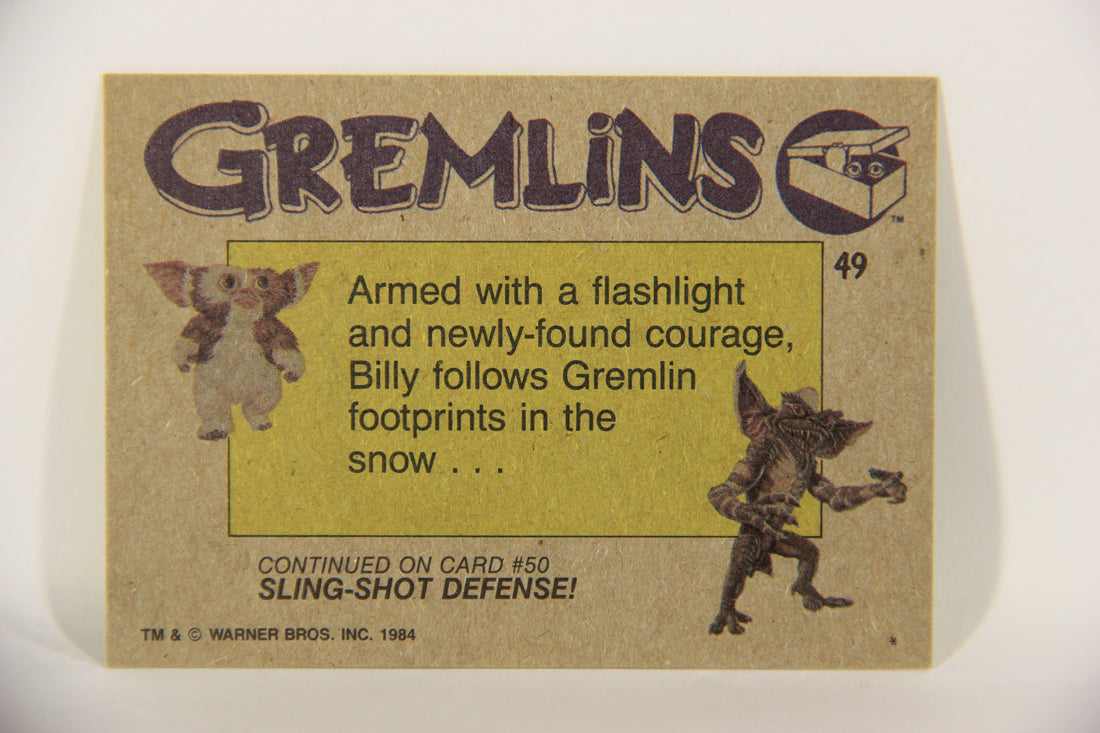 GREMLiNS
TM
49
Armed with a flashlight
and newly-found courage,
Billy follows Gremlin
footprints in the
snow . . .
CONTINUED ON CARD #50
SLING-SHOT DEFENSE!
TM & © WARNER BROS. INC. 1984
*